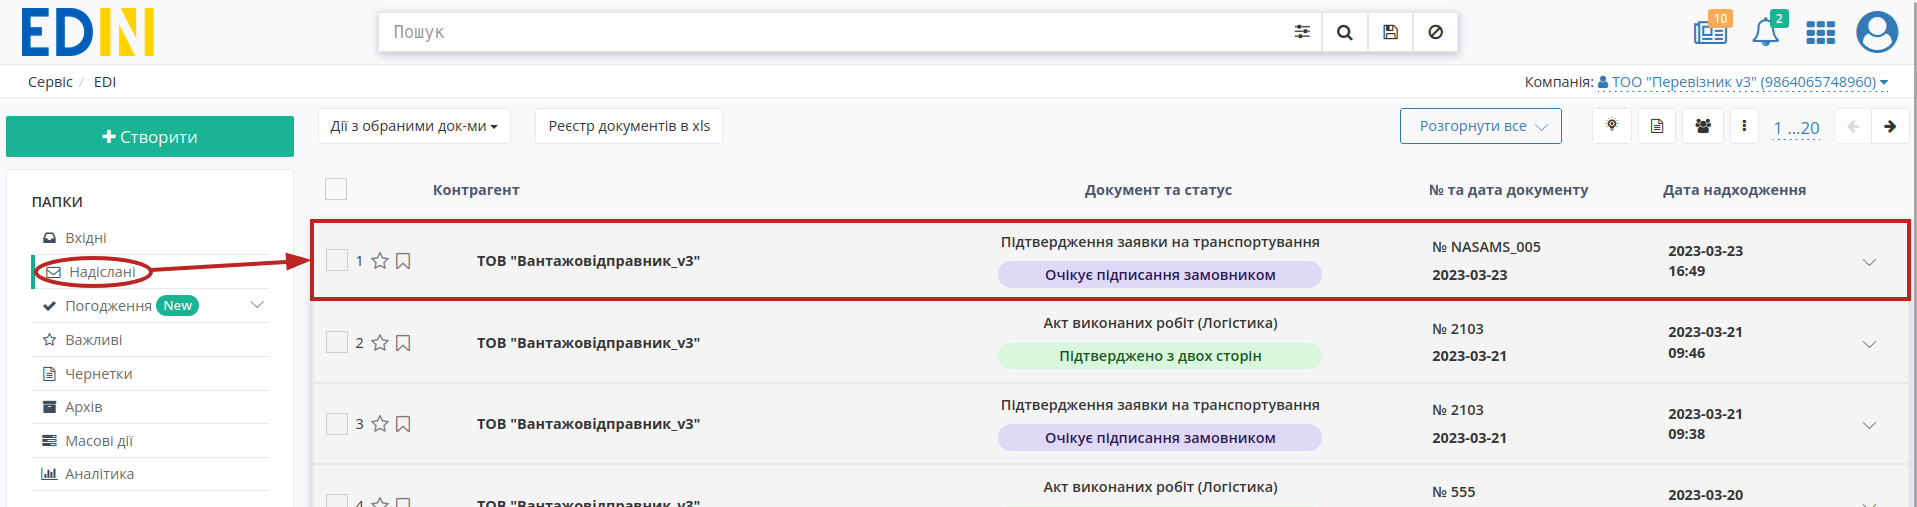 EDIN
Пошук
10
2
Сервіс / EDI
Компанія: ТОО "Перевізник v3" (9864065748960)
Створити
Дії з обраними док-ми
Реєстр документів в xls
Розгорнути все
1 ...20
ПАПКИ
Вхідні
Надіслані
Погодження New
Важливі
Чернетки
Архів
Масові дії
Аналітика
Контрагент
Документ та статус
№ та дата документу
Дата надходження
1
ТОВ "Вантажовідправник_v3"
Підтвердження заявки на транспортування
Очікує підписання замовником
№ NASAMS_005
2023-03-23
2023-03-23
16:49
2
ТОВ "Вантажовідправник_v3"
Акт виконаних робіт (Логістика)
Підтверджено з двох сторін
№ 2103
2023-03-21
2023-03-21
09:46
3
ТОВ "Вантажовідправник_v3"
Підтвердження заявки на транспортування
Очікує підписання замовником
№ 2103
2023-03-21
2023-03-21
09:38
4
ТОВ "Вантажовідправник_v3"
Акт виконаних робіт (Логістика)
№ 555
2023-03-20